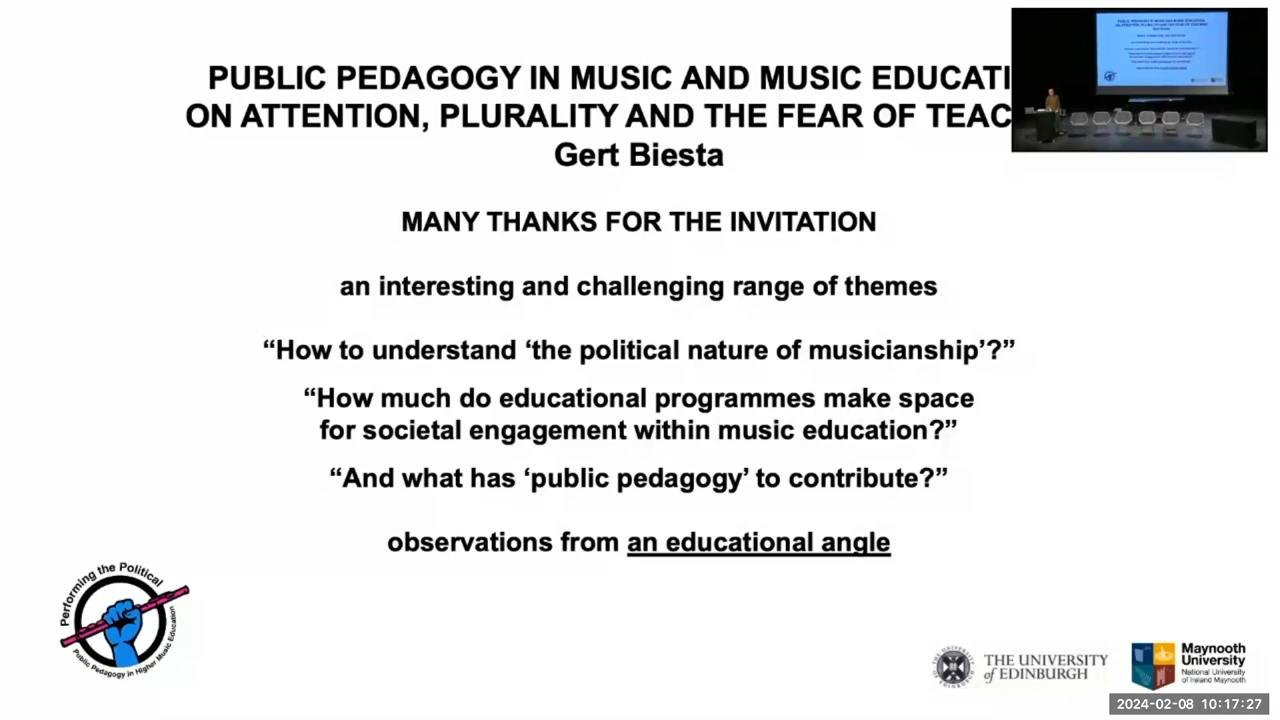 PUBLIC PEDAGOGY IN MUSIC AND MUSIC EDUCATI
ON ATTENTION, PLURALITY AND THE FEAR OF TEAC
Gert Biesta
MANY THANKS FOR THE INVITATION
an interesting and challenging range of themes
“How to understand ‘the political nature of musicianship’?”
“How much do educational programmes make space
for societal engagement within music education?”
“And what has ‘public pedagogy’ to contribute?”
observations from an educational angle
Performing the Political
Public Pedagogy in Higher Music Education
THE UNIVERSITY
of EDINBURGH
Maynooth
University
National University
of Ireland Maynooth
2024-02-08 10:17:27